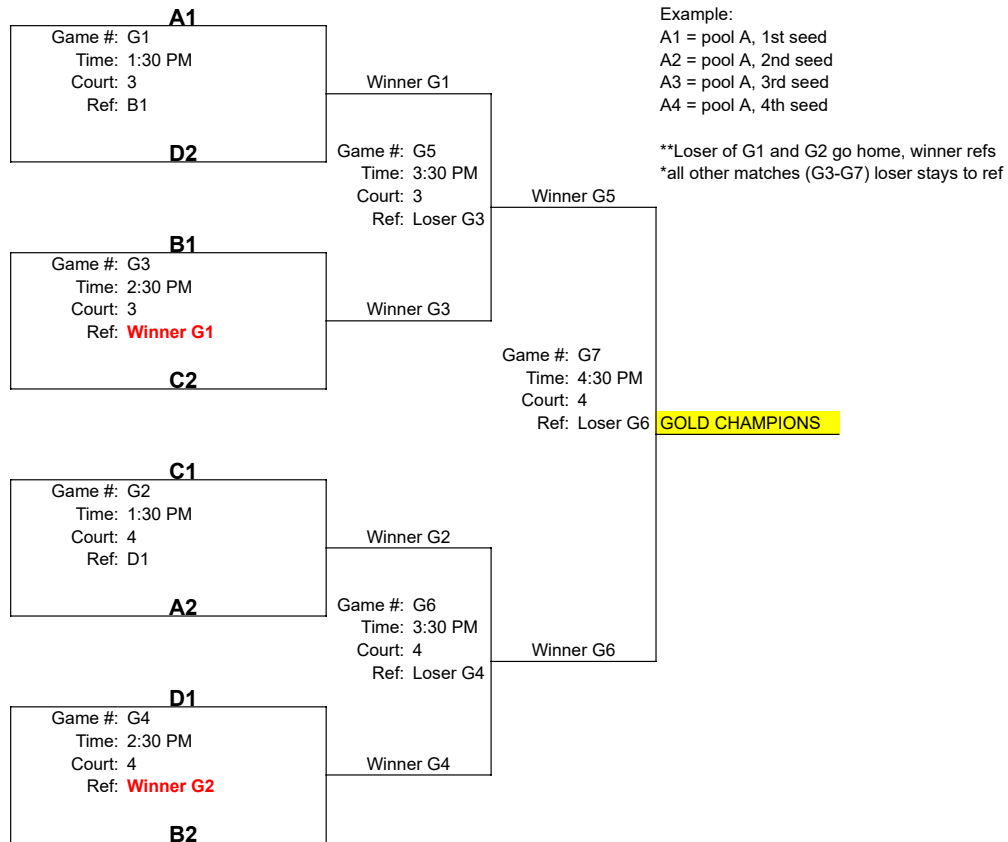 A1
Game #: G1
Time: 1:30 PM
Court: 3
Ref: B1
D2
Winner G1
Game #: G5
Time: 3:30 PM
Court: 3
Ref: Loser G3
Winner G5
B1
Game #: G3
Time: 2:30 PM
Court: 3
Ref: Winner G1
C2
Winner G3
Game #: G7
Time: 4:30 PM
Court: 4
Ref: Loser G6
GOLD CHAMPIONS
C1
Game #: G2
Time: 1:30 PM
Court: 4
Ref: D1
A2
Winner G2
Game #: G6
Time: 3:30 PM
Court: 4
Ref: Loser G4
Winner G6
D1
Game #: G4
Time: 2:30 PM
Court: 4
Ref: Winner G2
B2
Winner G4
Example:
A1 = pool A, 1st seed
A2 = pool A, 2nd seed
A3 = pool A, 3rd seed
A4 = pool A, 4th seed
**Loser of G1 and G2 go home, winner refs
*all other matches (G3-G7) loser stays to ref